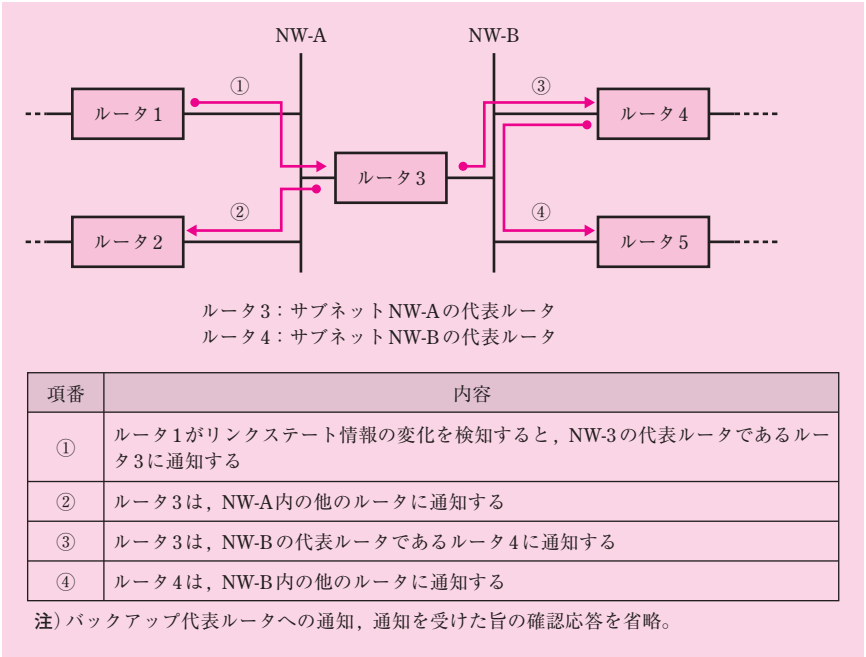 NW-A
NW-B
①
③
ルータ1
ルータ4
ルータ3
②
④
ルータ2
ルータ5
ルータ3：サブネットNW-Aの代表ルータ
ルータ4：サブネットNW-Bの代表ルータ
項番
内容
①
ルータ1がリンクステート情報の変化を検知すると，NW-3の代表ルータであるルー
タ3に通知する
②
ルータ3は，NW-A内の他のルータに通知する
③
ルータ3は，NW-Bの代表ルータであるルータ4に通知する
④
ルータ4は，NW-B内の他のルータに通知する
注）バックアップ代表ルータへの通知，通知を受けた旨の確認応答を省略。